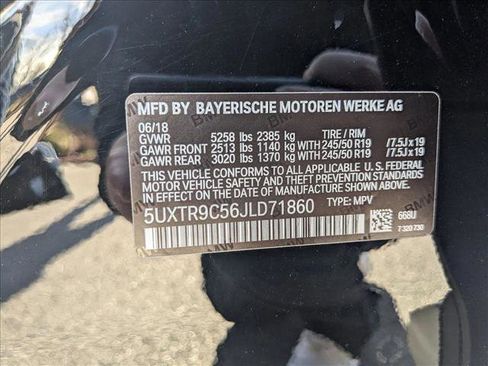 MFD BY BAYERISCHE MOTOREN WERKE AG
06/18
GVWR 5258 lbs 2385 kg TIRE / RIM
GAWR FRONT 2513 lbs 1140 kg WITH 245/50 R19 /7.5J x 19
GAWR REAR 3020 lbs 1370 kg WITH 245/50 R19 /7.5J x 19
THIS VEHICLE CONFORMS TO ALL APPLICABLE U.S. FEDERAL
MOTOR VEHICLE SAFETY STANDARDS IN EFFECT ON THE
DATE OF MANUFACTURE SHOWN ABOVE.
5UXTR9C56JLD71860 TYPE: MPV
668U
7 320 730